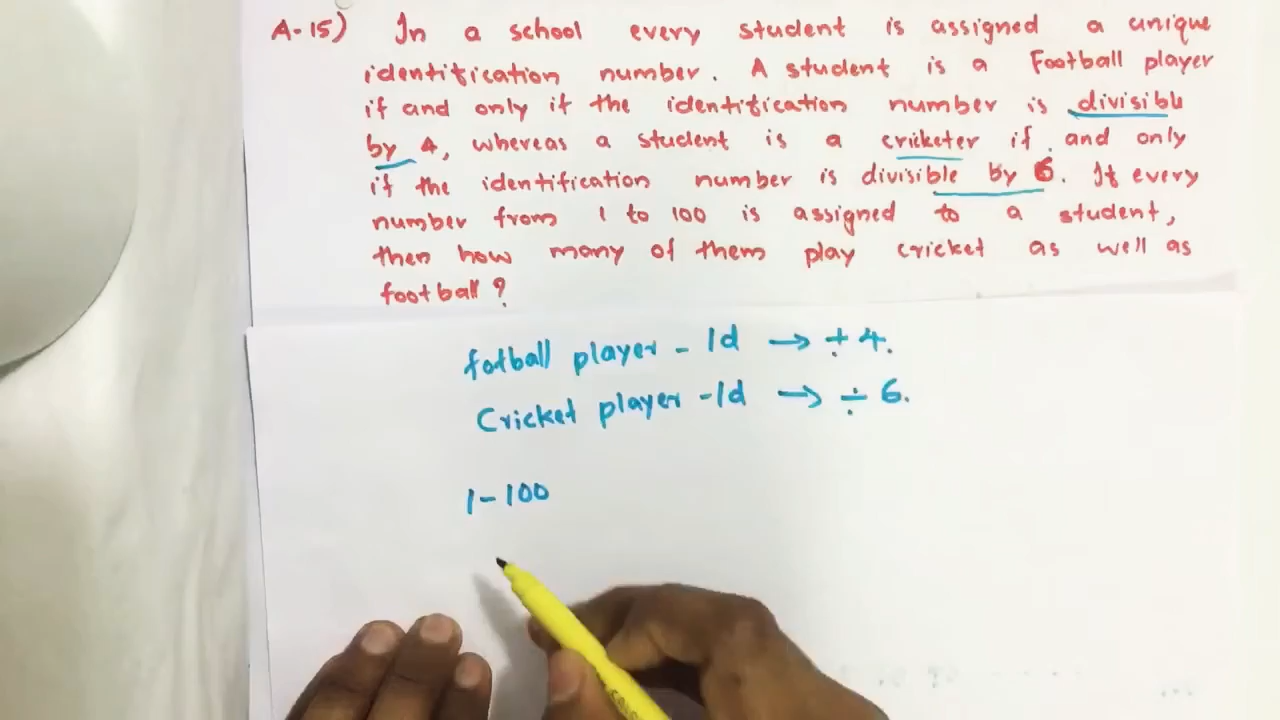 A-15) In a school every student is assigned a unique
identification number. A student is a Football player
if and only if the identification number is divisible
by 4, whereas a student is a cricketer if and only
if the identification number is divisible by 6. If every
number from 1 to 100 is assigned to a student,
then how many of them play cricket as well as
football?
fotball player - Id → ÷ 4.
Cricket player - Id → ÷ 6.
1-100